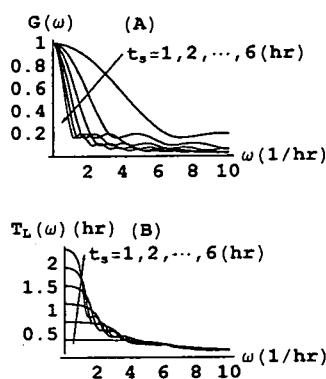 G(ω) (A)
1
0.8
0.6
0.4
0.2
tₛ=1,2,⋯,6(hr)
2 4 6 8 10
ω(1/hr)
T_L(ω)(hr) (B)
2
1.5
1
0.5
tₛ=1,2,⋯,6(hr)
2 4 6 8 10
ω(1/hr)